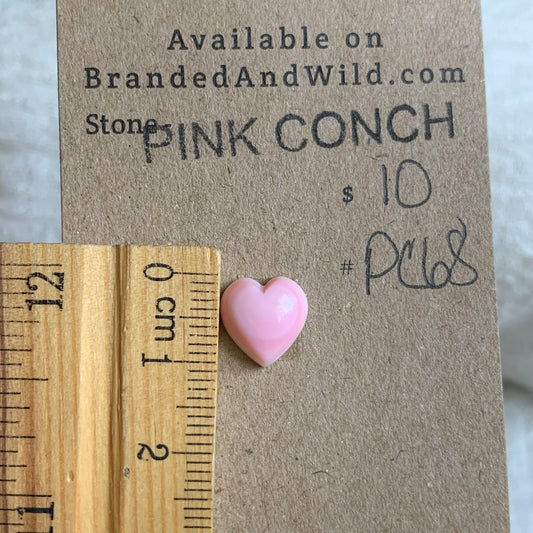 Available on
BrandedAndWild.com
Stone- PINK CONCH
$ 10
# PC68
12
11
0 cm
1
2